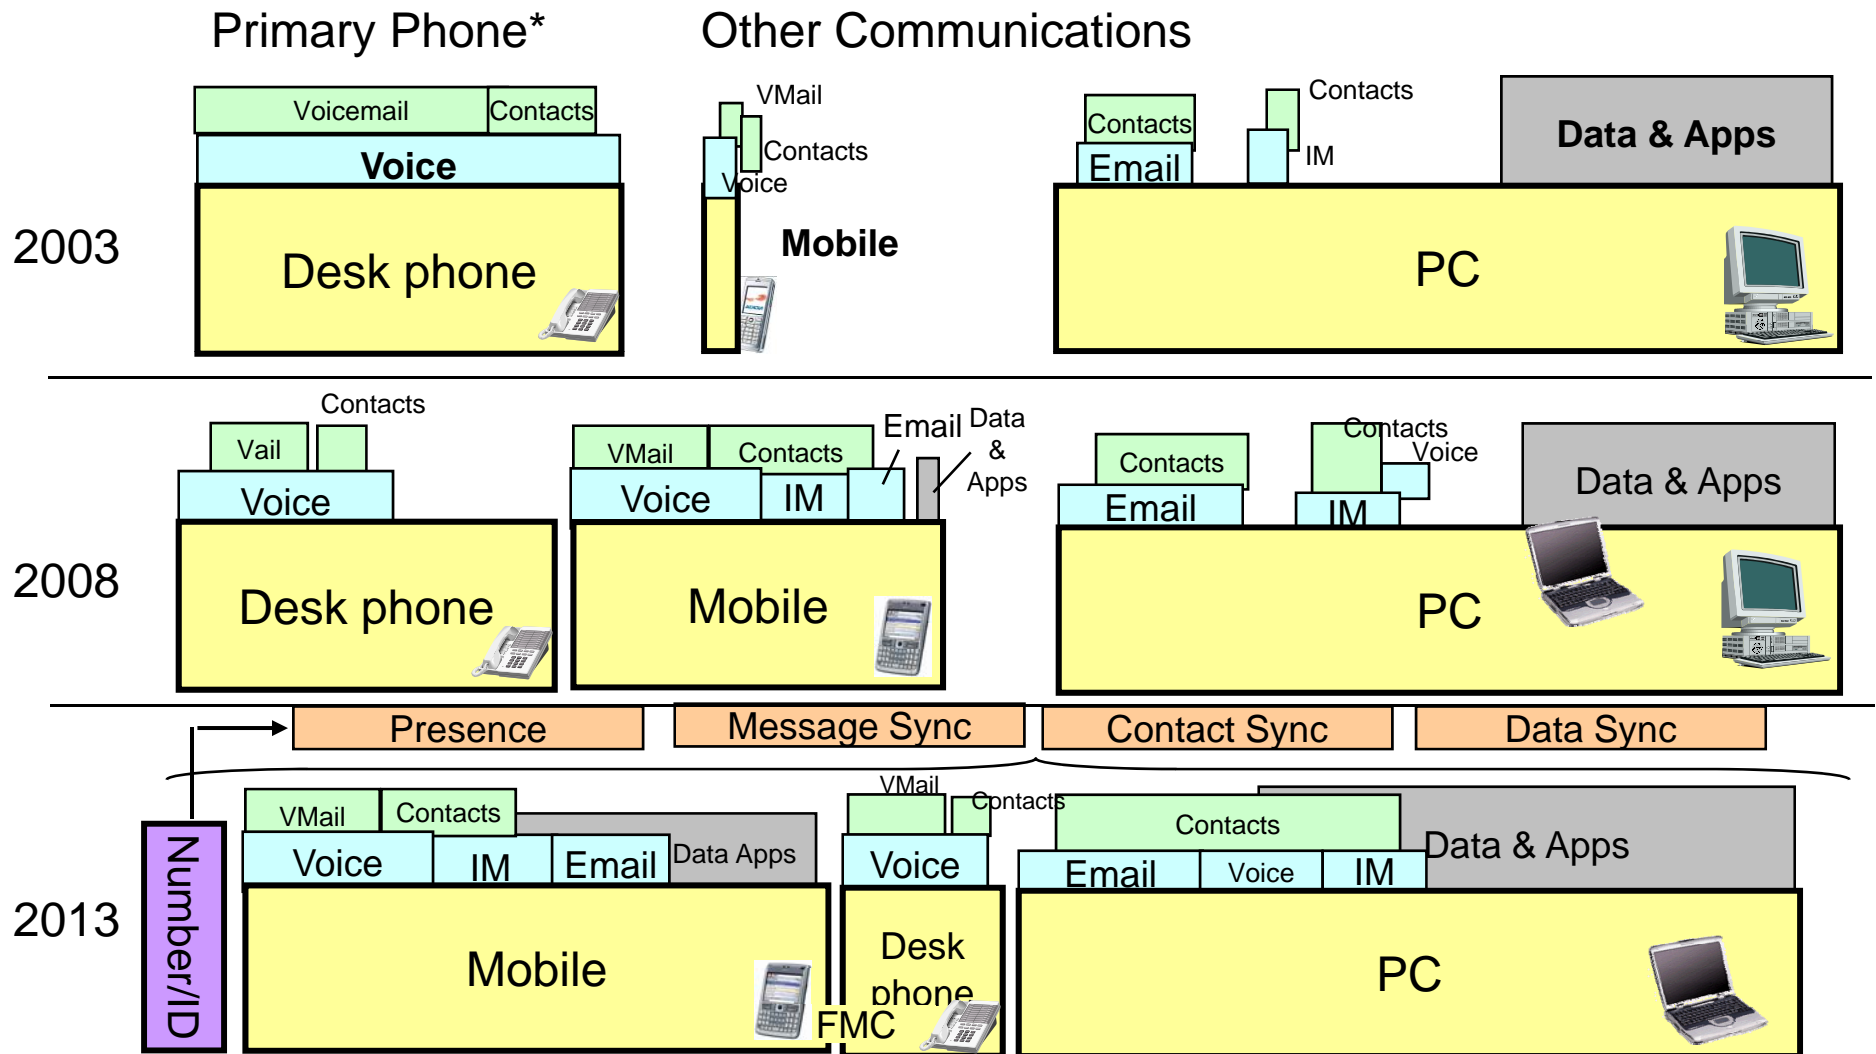 Primary Phone*
Other Communications
2003
Voicemail
Contacts
Voice
Desk phone
VMail
Contacts
Voice
Mobile
Contacts
Email
Contacts
IM
Data & Apps
PC
2008
Contacts
Vail
Voice
Desk phone
VMail
Contacts
Email
Data
&
Apps
Voice
IM
Mobile
Contacts
Email
Contacts
Voice
IM
Data & Apps
PC
Presence
Message Sync
Contact Sync
Data Sync
2013
Number/ID
VMail
Contacts
Voice
IM
Email
Data Apps
Mobile
FMC
VMail
Contacts
Voice
Desk
phone
Contacts
Data & Apps
Email
Voice
IM
PC